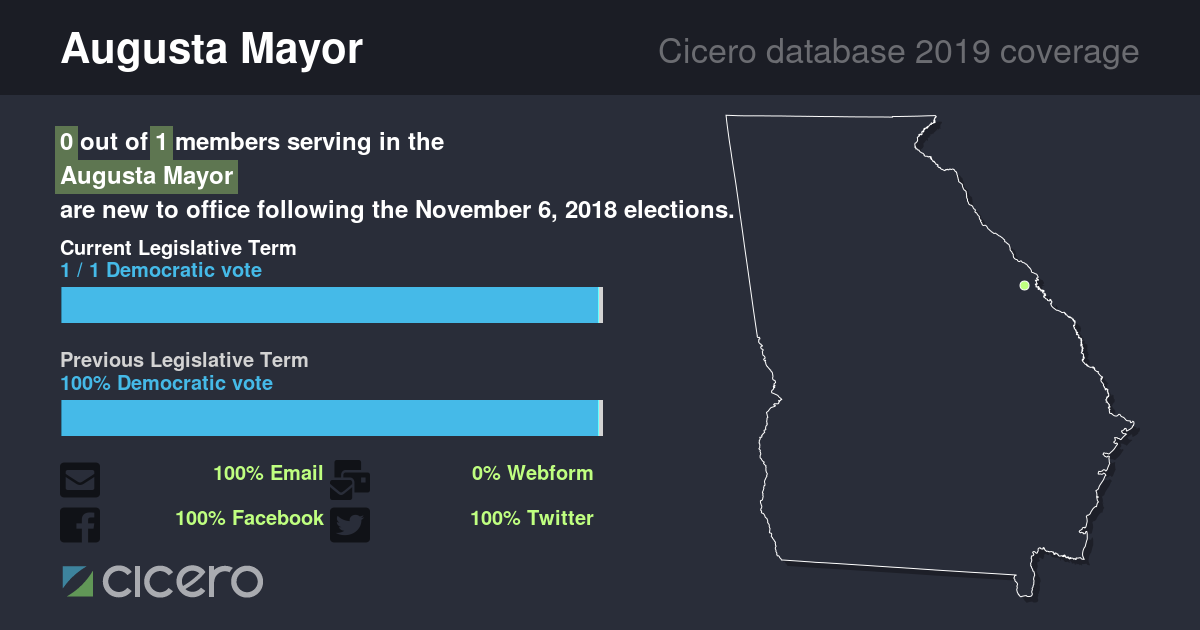 Augusta Mayor
Cicero database 2019 coverage
0 out of 1 members serving in the
Augusta Mayor
are new to office following the November 6, 2018 elections.
Current Legislative Term
1 / 1 Democratic vote
Previous Legislative Term
100% Democratic vote
100% Email
0% Webform
100% Facebook
100% Twitter
cicero